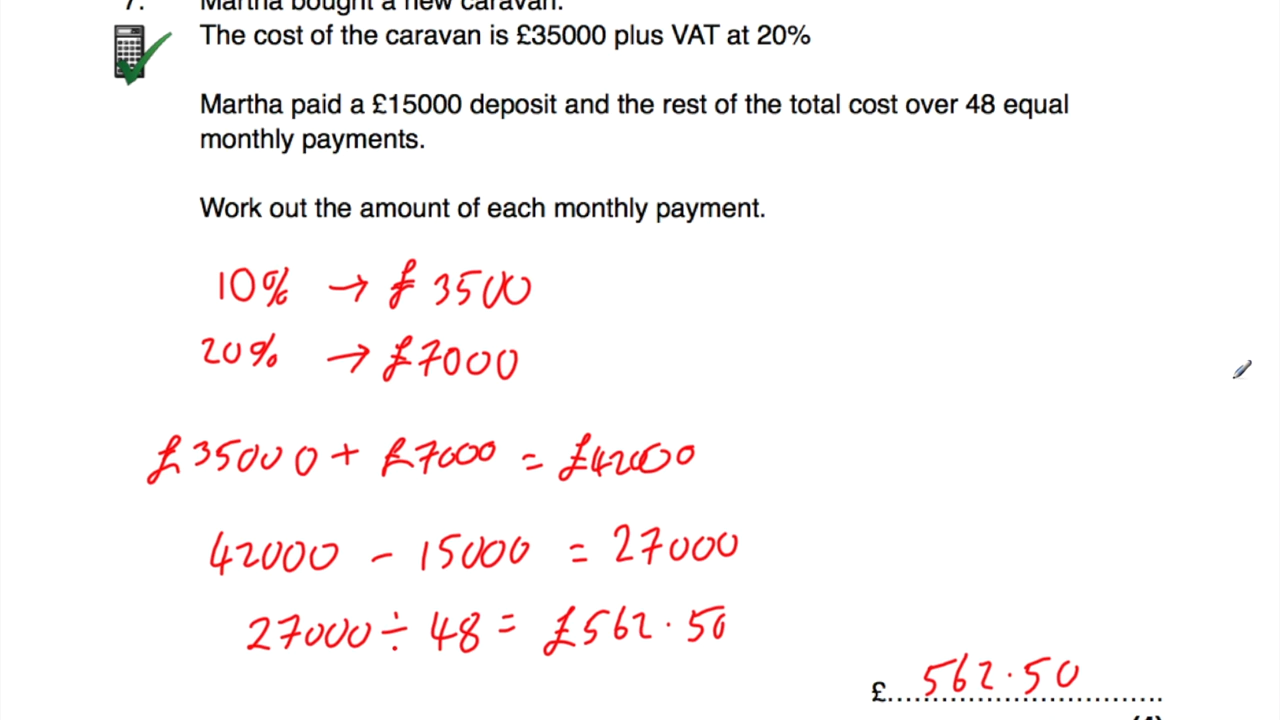 7. Martha bought a new caravan.
The cost of the caravan is £35000 plus VAT at 20%
Martha paid a £15000 deposit and the rest of the total cost over 48 equal
monthly payments.
Work out the amount of each monthly payment.
10% → £3500
20% → £7000
£35000 + £7000 = £42000
42000 - 15000 = 27000
27000 ÷ 48 = £562.50
£ 562.50
(4)